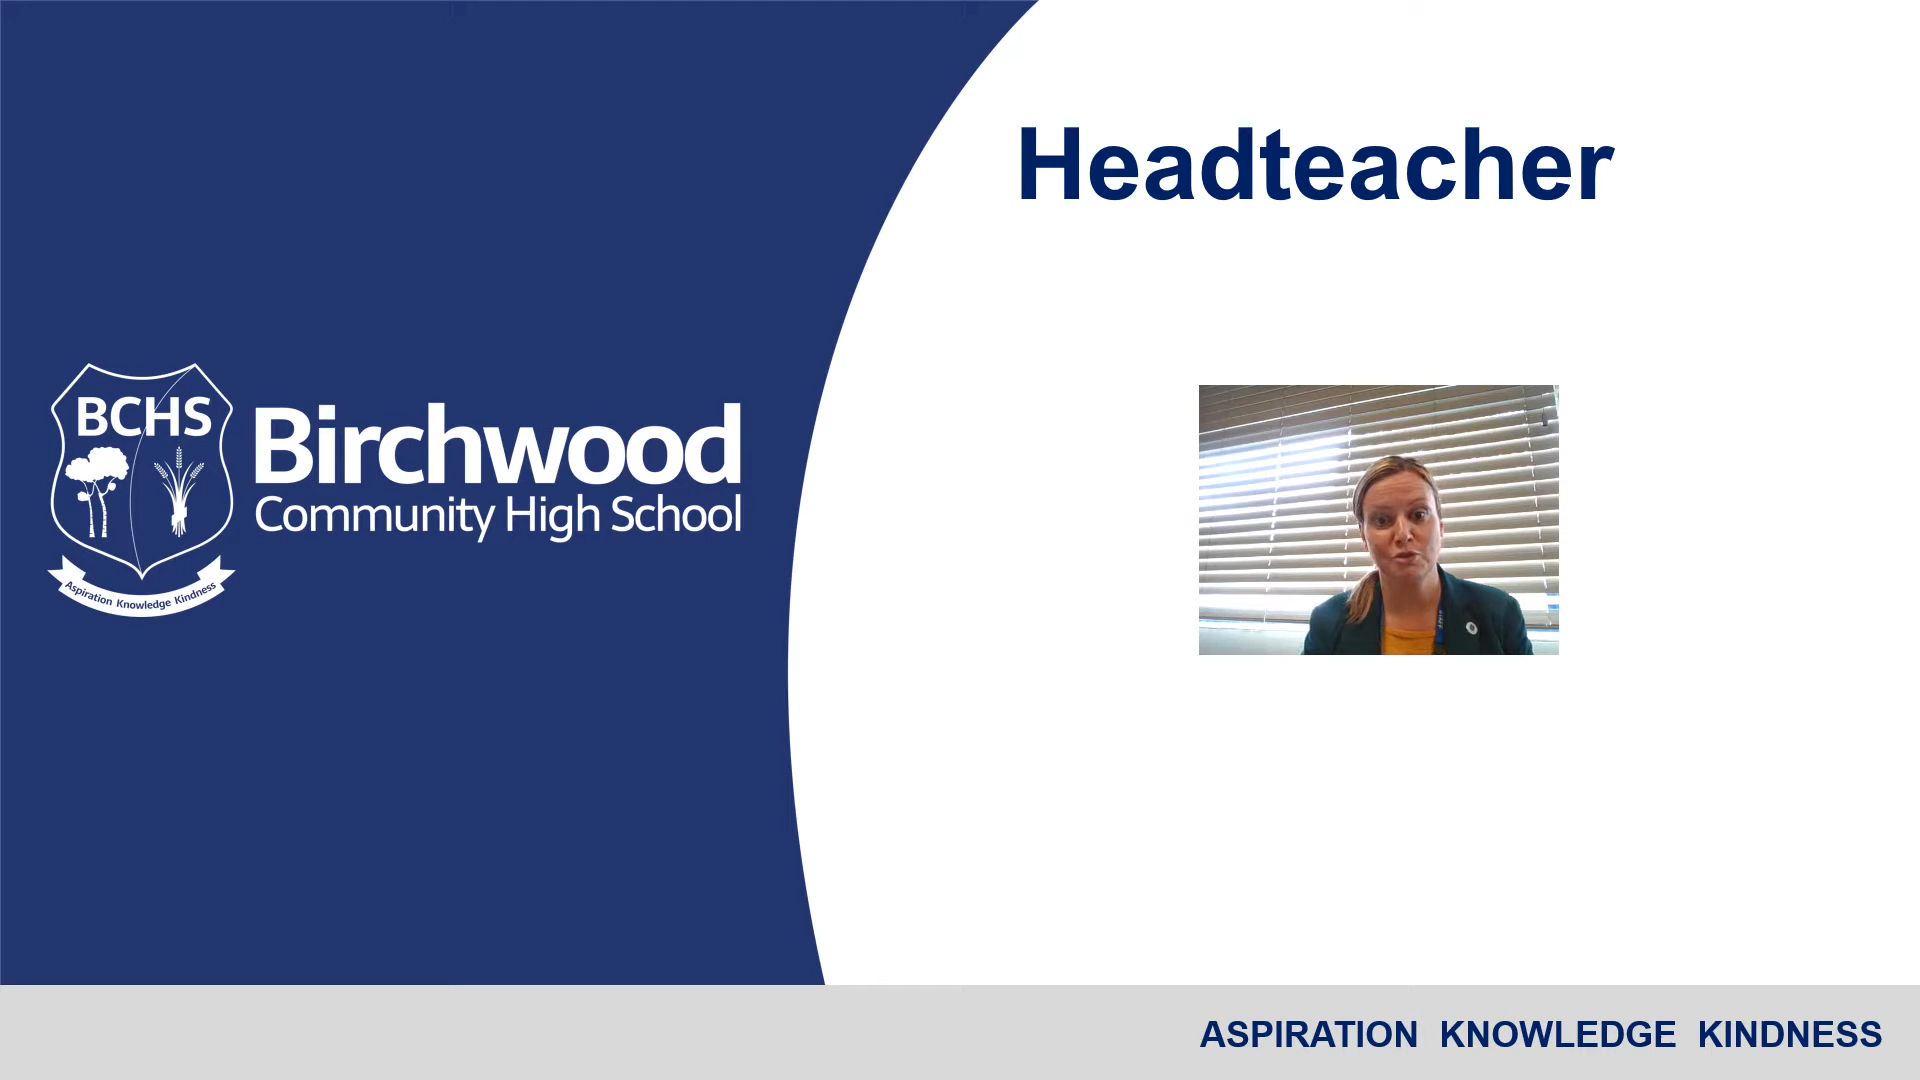 Headteacher
BCHS
Birchwood
Community High School
Aspiration Knowledge Kindness
ASPIRATION KNOWLEDGE KINDNESS